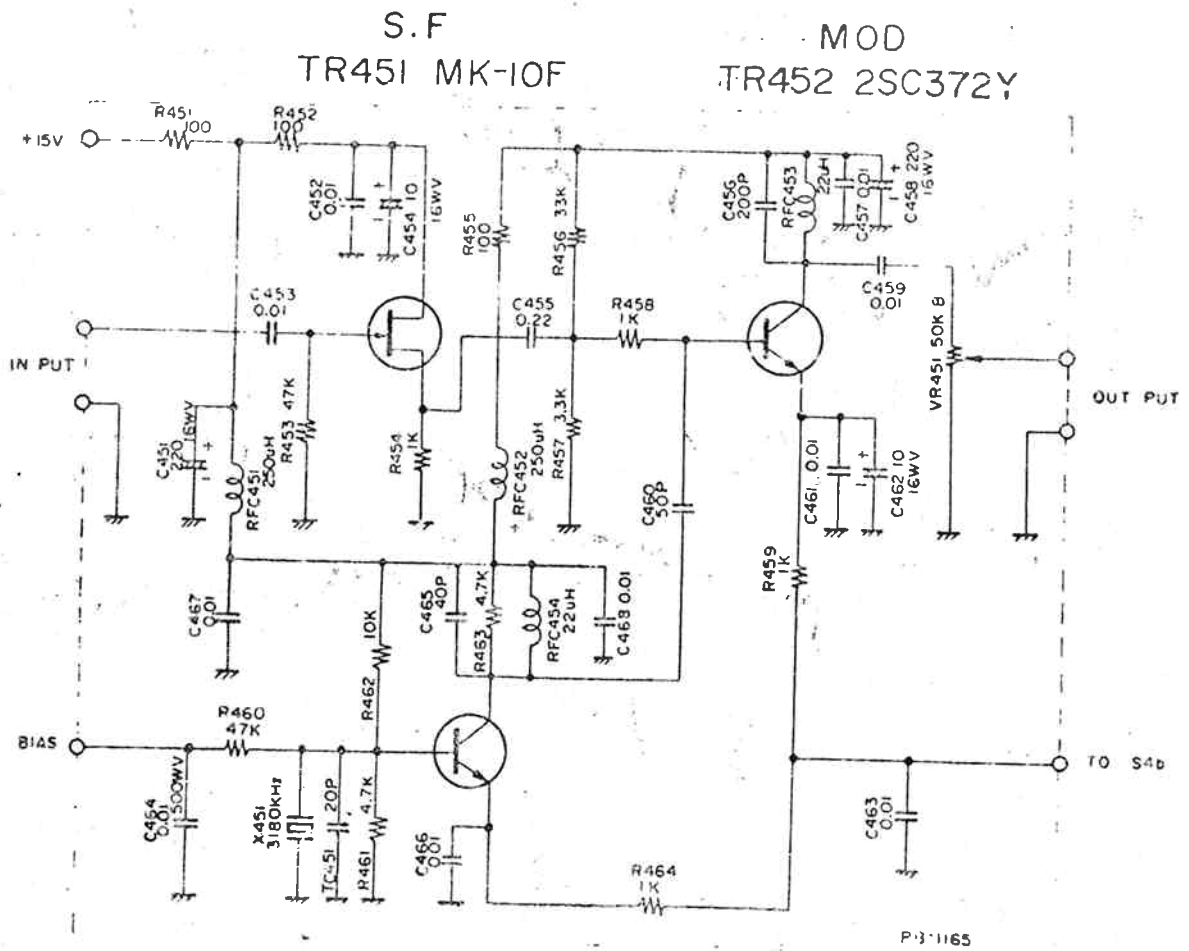 S.F
TR451 MK-10F
MOD
TR452 2SC372Y
+15V
R451
100
R452
100
C452
0.01
C454 10
16WV
R455
100
R456 33K
C456
200P
RFC453
22uH
C457 0.01
C458 220
16WV
C453
0.01
C455
0.22
R458
1K
C459
0.01
VR451 50K B
IN PUT
OUT PUT
C451
220
16WV
RFC451
250uH
R453 47K
R454
1K
RFC452
250uH
R457 3.3K
C460
50P
C461 0.01
C462 10
16WV
R459
1K
C467
0.01
10K
R462
C465
40P
4.7K
R463
RFC454
22uH
C468 0.01
BIAS
R460
47K
TO S4b
C464
0.01
500WV
X451
3180KHz
20P
TC451
4.7K
R461
C466
0.01
R464
1K
C463
0.01
PB-1165